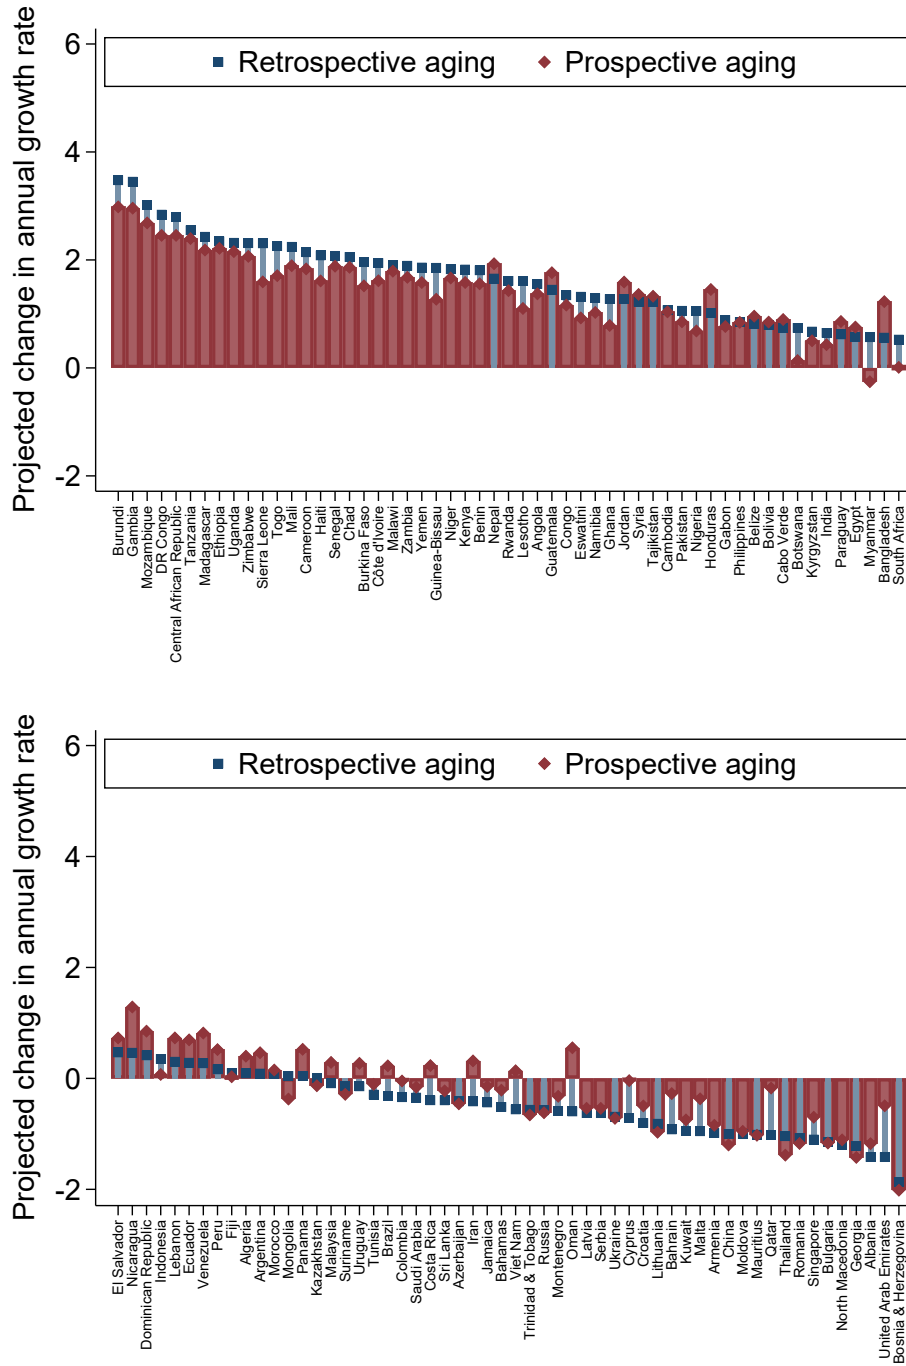 Projected change in annual growth rate
6
4
2
0
-2
Retrospective aging
Prospective aging
Burundi
Gambia
Mozambique
DR Congo
Central African Republic
Tanzania
Madagascar
Ethiopia
Uganda
Zimbabwe
Sierra Leone
Togo
Mali
Cameroon
Haiti
Senegal
Chad
Burkina Faso
Côte d'Ivoire
Malawi
Zambia
Yemen
Guinea-Bissau
Niger
Kenya
Benin
Nepal
Rwanda
Lesotho
Angola
Guatemala
Congo
Eswatini
Namibia
Ghana
Jordan
Syria
Tajikistan
Cambodia
Pakistan
Nigeria
Honduras
Gabon
Philippines
Belize
Bolivia
Cabo Verde
Botswana
Kyrgyzstan
India
Paraguay
Egypt
Myanmar
Bangladesh
South Africa
Projected change in annual growth rate
6
4
2
0
-2
Retrospective aging
Prospective aging
El Salvador
Nicaragua
Dominican Republic
Indonesia
Lebanon
Ecuador
Venezuela
Peru
Fiji
Algeria
Argentina
Morocco
Mongolia
Panama
Kazakhstan
Malaysia
Suriname
Uruguay
Tunisia
Brazil
Colombia
Saudi Arabia
Costa Rica
Sri Lanka
Azerbaijan
Iran
Jamaica
Bahamas
Viet Nam
Trinidad & Tobago
Russia
Montenegro
Oman
Latvia
Serbia
Ukraine
Cyprus
Croatia
Lithuania
Bahrain
Kuwait
Malta
Armenia
China
Moldova
Mauritius
Qatar
Thailand
Romania
Singapore
Bulgaria
North Macedonia
Georgia
Albania
United Arab Emirates
Bosnia & Herzegovina